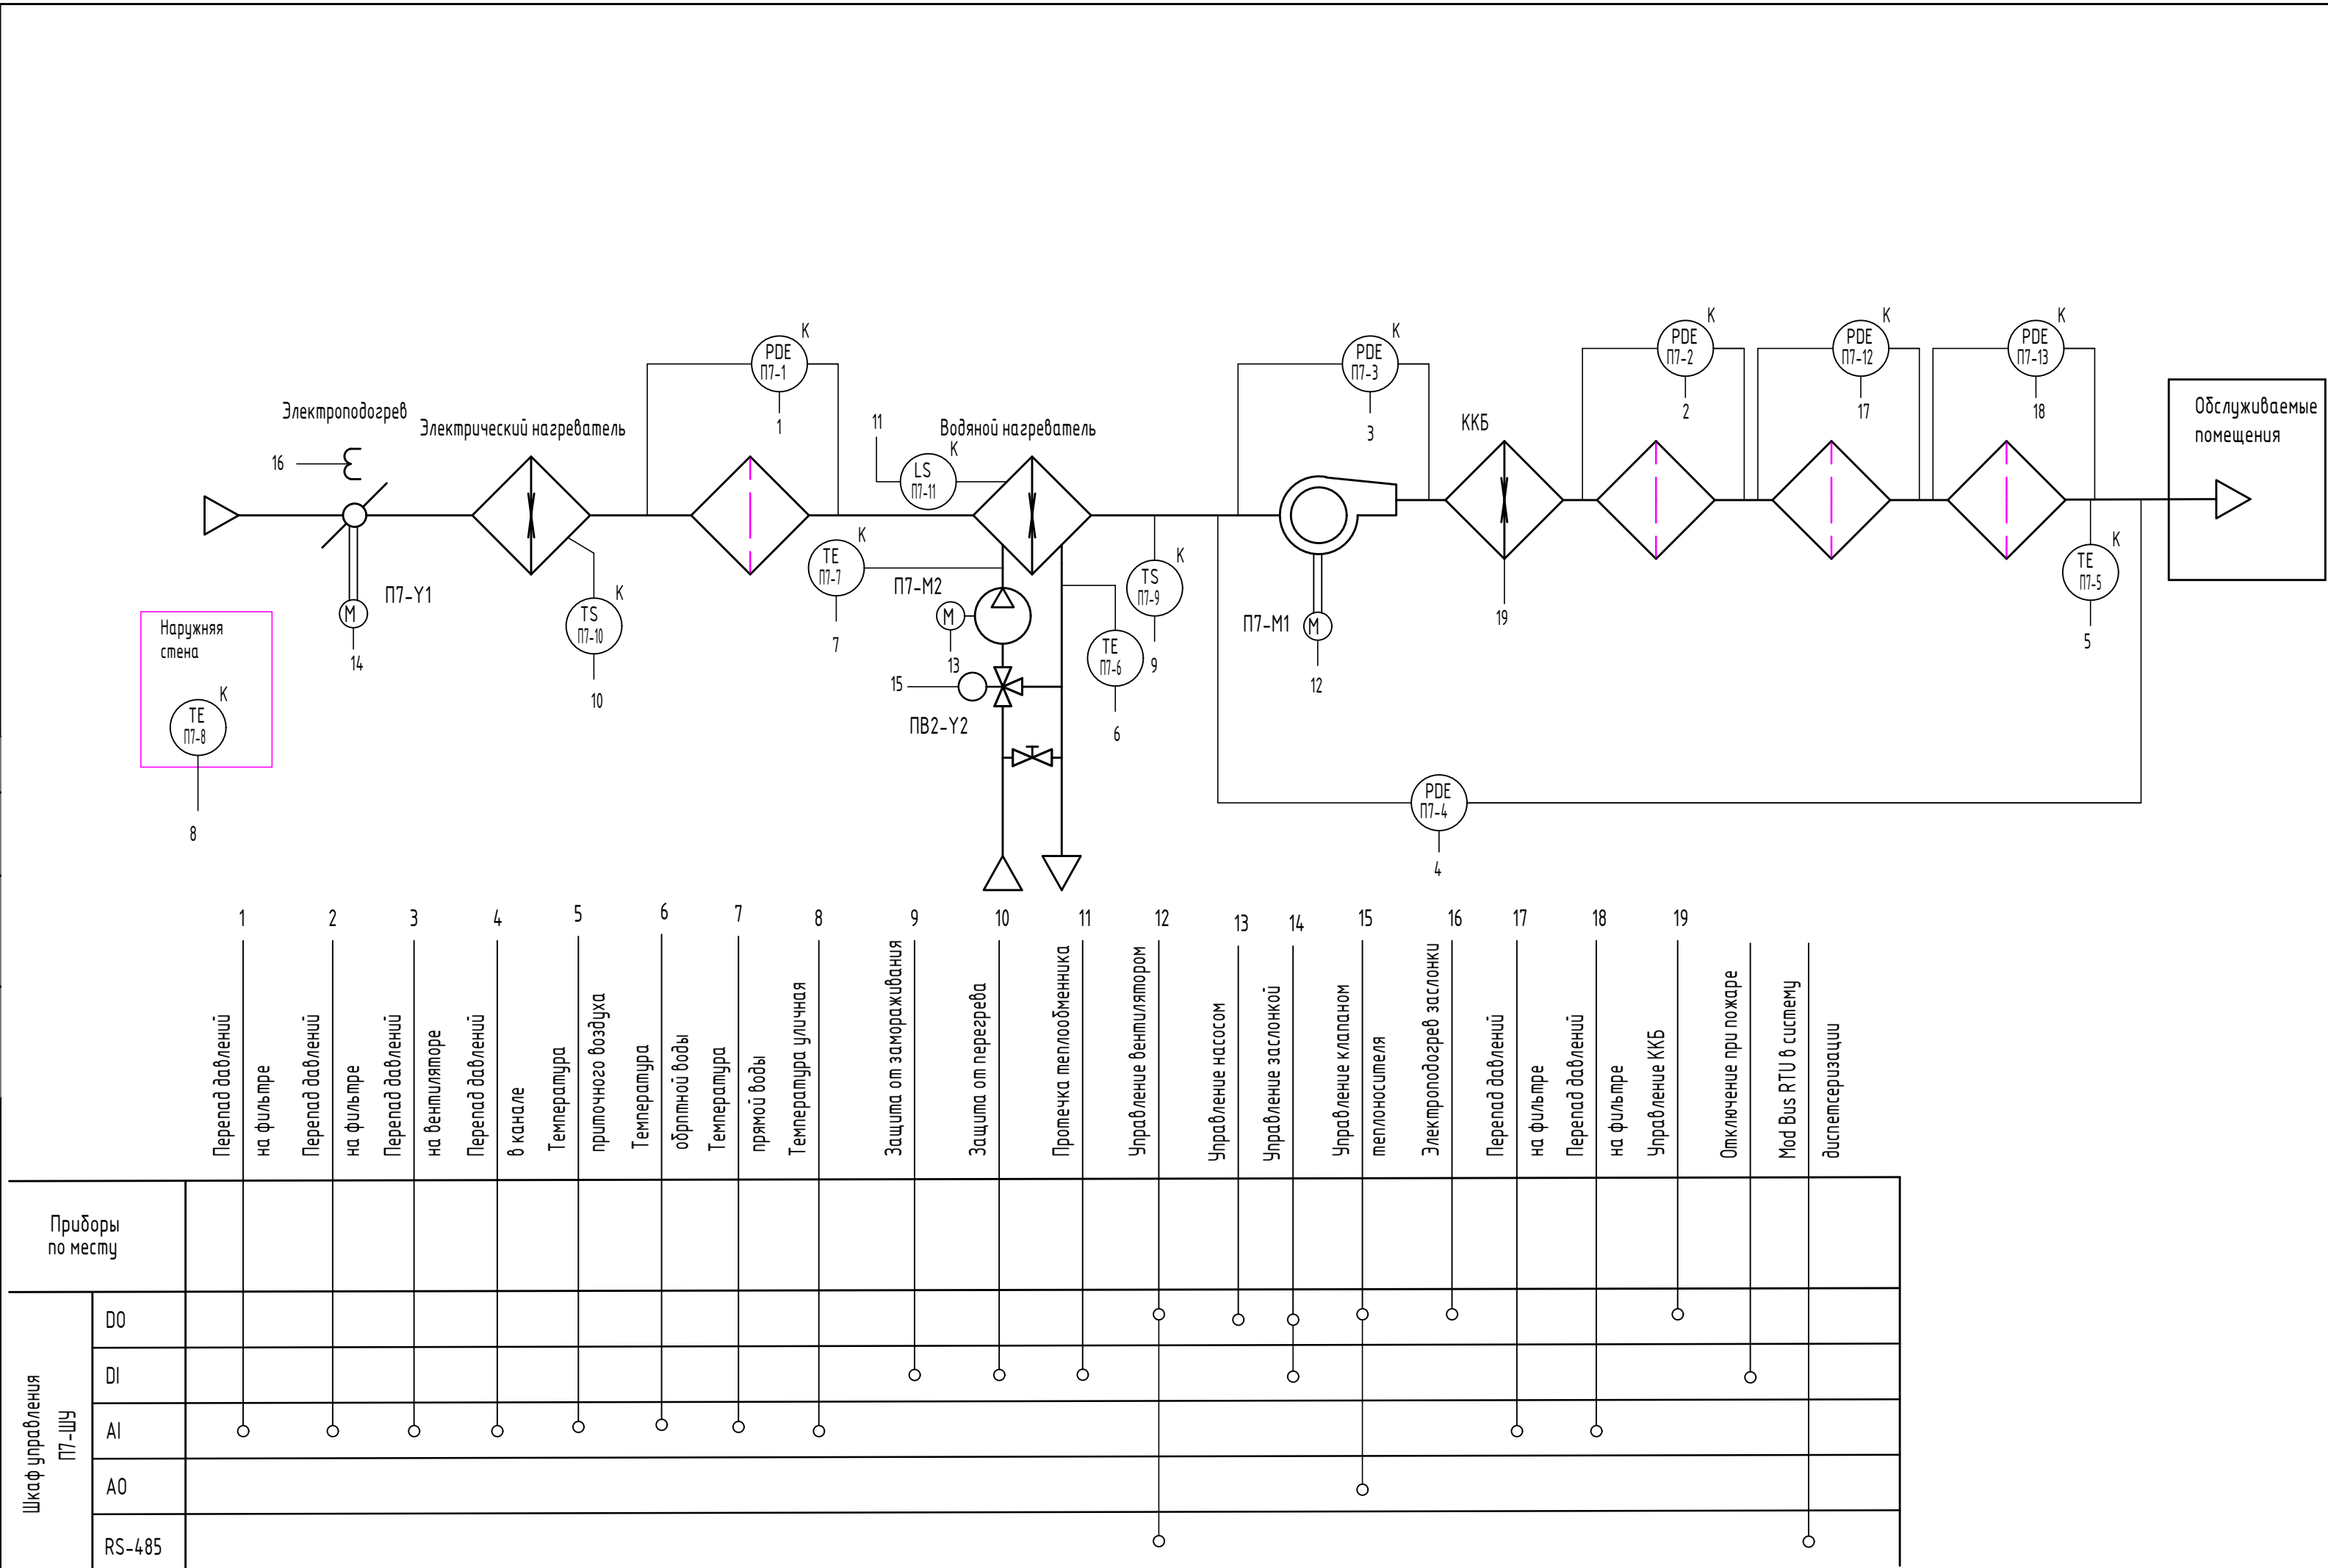 K
PDE
П7-1
1
K
PDE
П7-3
3
K
PDE
П7-2
2
K
PDE
П7-12
17
K
PDE
П7-13
18
Электроподогрев
16
Электрический нагреватель
11
Водяной нагреватель
K
LS
П7-11
ККБ
19
Обслуживаемые
помещения
П7-Y1
M
14
K
TS
П7-10
10
K
TE
П7-7
7
П7-M2
M
13
15
ПВ2-Y2
K
TS
П7-9
9
TE
П7-6
6
П7-M1
M
12
K
TE
П7-5
5
Наружняя
стена
K
TE
П7-8
8
PDE
П7-4
4
1
2
3
4
5
6
7
8
9
10
11
12
13
14
15
16
17
18
19
Перепад давлений
на фильтре
Перепад давлений
на фильтре
Перепад давлений
на вентиляторе
Перепад давлений
в канале
Температура
приточного воздуха
Температура
обртной воды
Температура
прямой воды
Температура уличная
Защита от замораживания
Защита от перегрева
Протечка теплообменника
Управление вентилятором
Управление насосом
Управление заслонкой
Управление клапаном
теплоносителя
Электроподогрев заслонки
Перепад давлений
на фильтре
Перепад давлений
на фильтре
Управление ККБ
Отключение при пожаре
Mod Bus RTU в систему
диспетсеризации
Приборы
по месту
Шкаф управления
П7-ШУ
DO
DI
AI
AO
RS-485